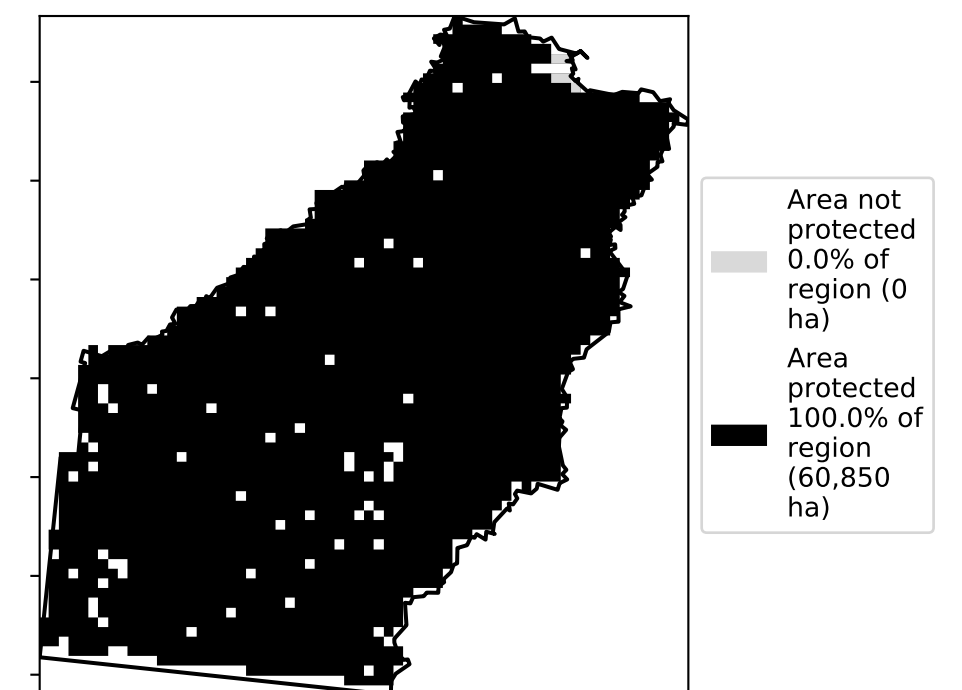 Area not
protected
0.0% of
region (0
ha)
Area
protected
100.0% of
region
(60,850
ha)